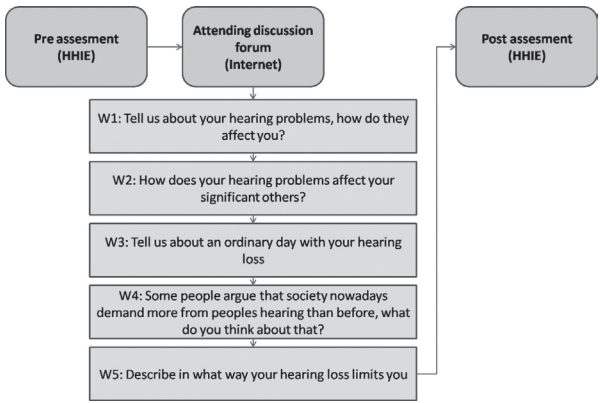 Pre assesment
(HHIE)
Attending discussion
forum
(Internet)
Post assesment
(HHIE)
W1: Tell us about your hearing problems, how do they
affect you?
W2: How does your hearing problems affect your
significant others?
W3: Tell us about an ordinary day with your hearing
loss
W4: Some people argue that society nowadays
demand more from peoples hearing than before, what
do you think about that?
W5: Describe in what way your hearing loss limits you